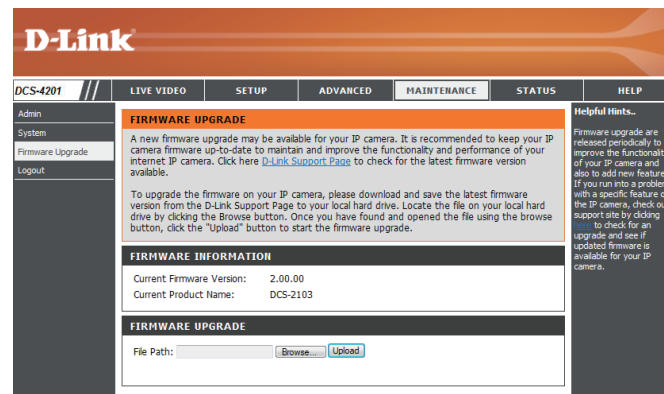 D-Link
DCS-4201
LIVE VIDEO SETUP ADVANCED MAINTENANCE STATUS HELP
Admin
System
Firmware Upgrade
Logout
FIRMWARE UPGRADE
A new firmware upgrade may be available for your IP camera. It is recommended to keep your IP
camera firmware up-to-date to maintain and improve the functionality and performance of your
internet IP camera. Click here D-Link Support Page to check for the latest firmware version
available.
To upgrade the firmware on your IP camera, please download and save the latest firmware
version from the D-Link Support Page to your local hard drive. Locate the file on your local hard
drive by clicking the Browse button. Once you have found and opened the file using the browse
button, click the "Upload" button to start the firmware upgrade.
FIRMWARE INFORMATION
Current Firmware Version: 2.00.00
Current Product Name: DCS-2103
FIRMWARE UPGRADE
File Path: Browse... Upload
Helpful Hints..
Firmware upgrade are
released periodically to
improve the functionalit
of your IP camera and
also to add new feature
If you run into a problem
with a specific feature o
the IP camera, check ou
support site by clicking
here to check for an
upgrade and see if
updated firmware is
available for your IP
camera.